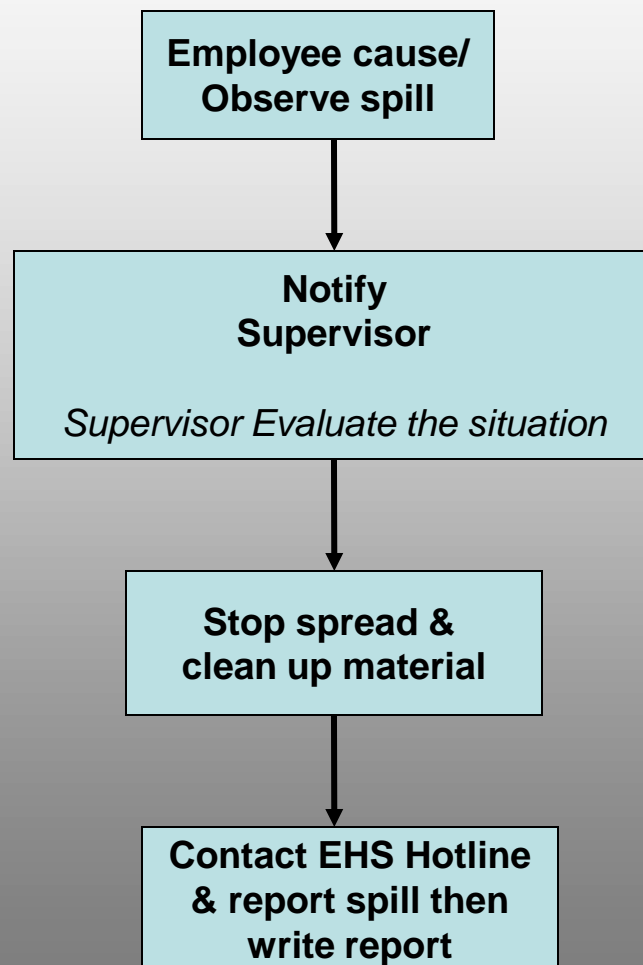 Employee cause/
Observe spill
Notify
Supervisor
Supervisor Evaluate the situation
Stop spread &
clean up material
Contact EHS Hotline
& report spill then
write report